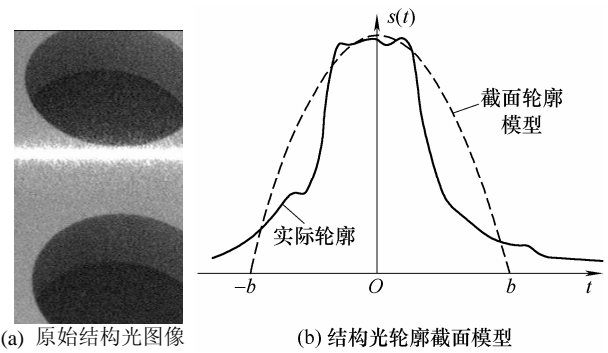 s(t)
截面轮廓
模型
实际轮廓
−b
O
b
t
(a) 原始结构光图像
(b) 结构光轮廓截面模型